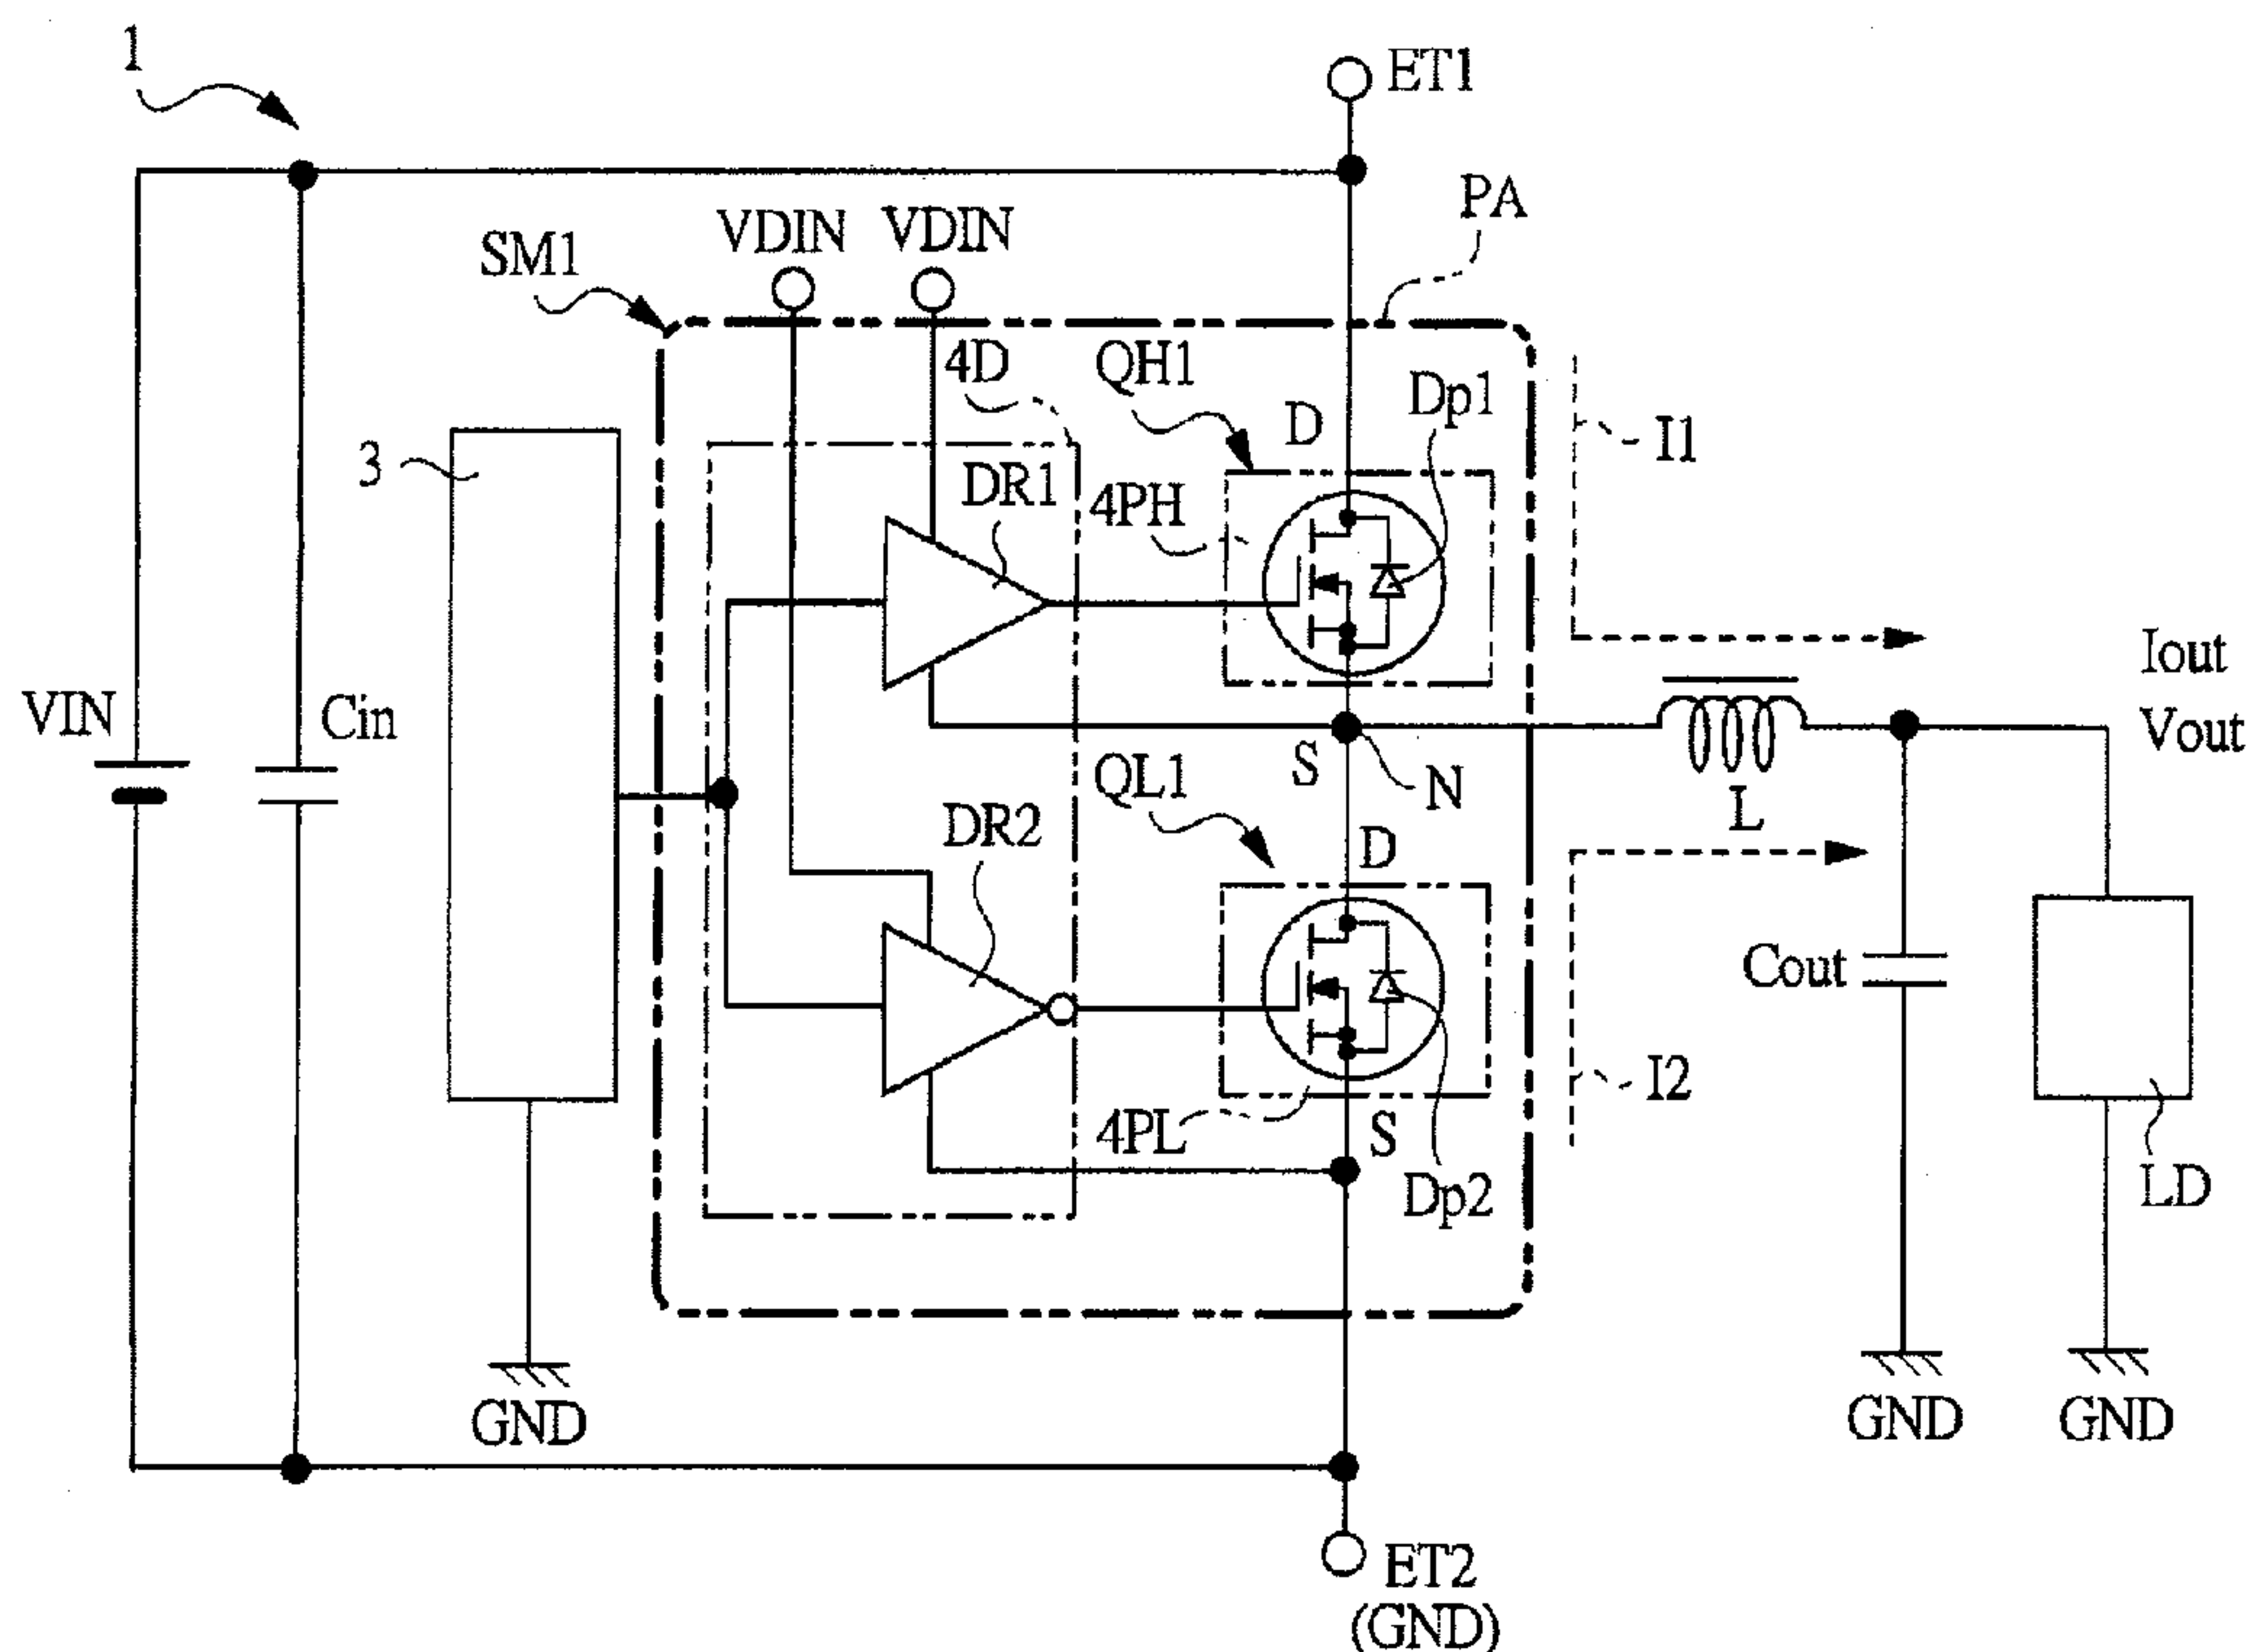 1
ET1
PA
VDIN
VDIN
SM1
4D
QH1
Dp1
D
I1
3
DR1
4PH
Iout
Vout
VIN
Cin
S
N
QL1
L
DR2
D
Cout
I2
4PL
S
Dp2
LD
GND
GND
GND
ET2
(GND)